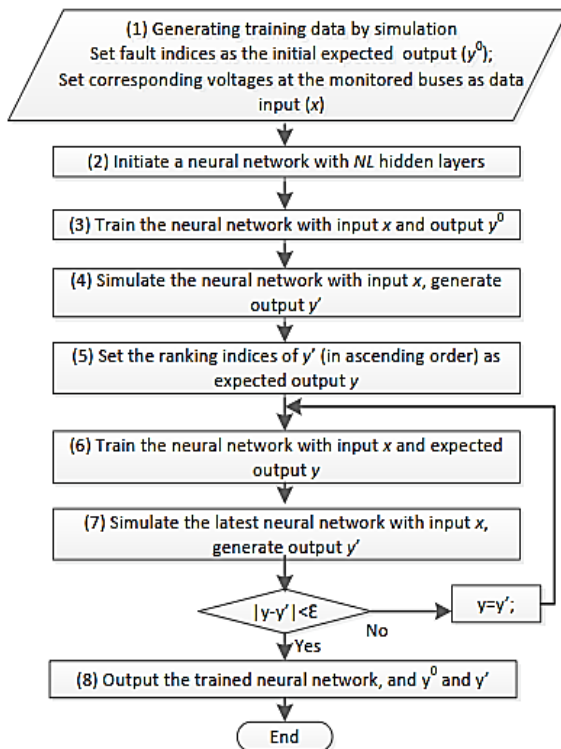 (1) Generating training data by simulation
Set fault indices as the initial expected output (y⁰);
Set corresponding voltages at the monitored buses as data
input (x)
(2) Initiate a neural network with NL hidden layers
(3) Train the neural network with input x and output y⁰
(4) Simulate the neural network with input x, generate
output y'
(5) Set the ranking indices of y' (in ascending order) as
expected output y
(6) Train the neural network with input x and expected
output y
(7) Simulate the latest neural network with input x,
generate output y'
|y-y'|<ε
No
y=y';
Yes
(8) Output the trained neural network, and y⁰ and y'
End